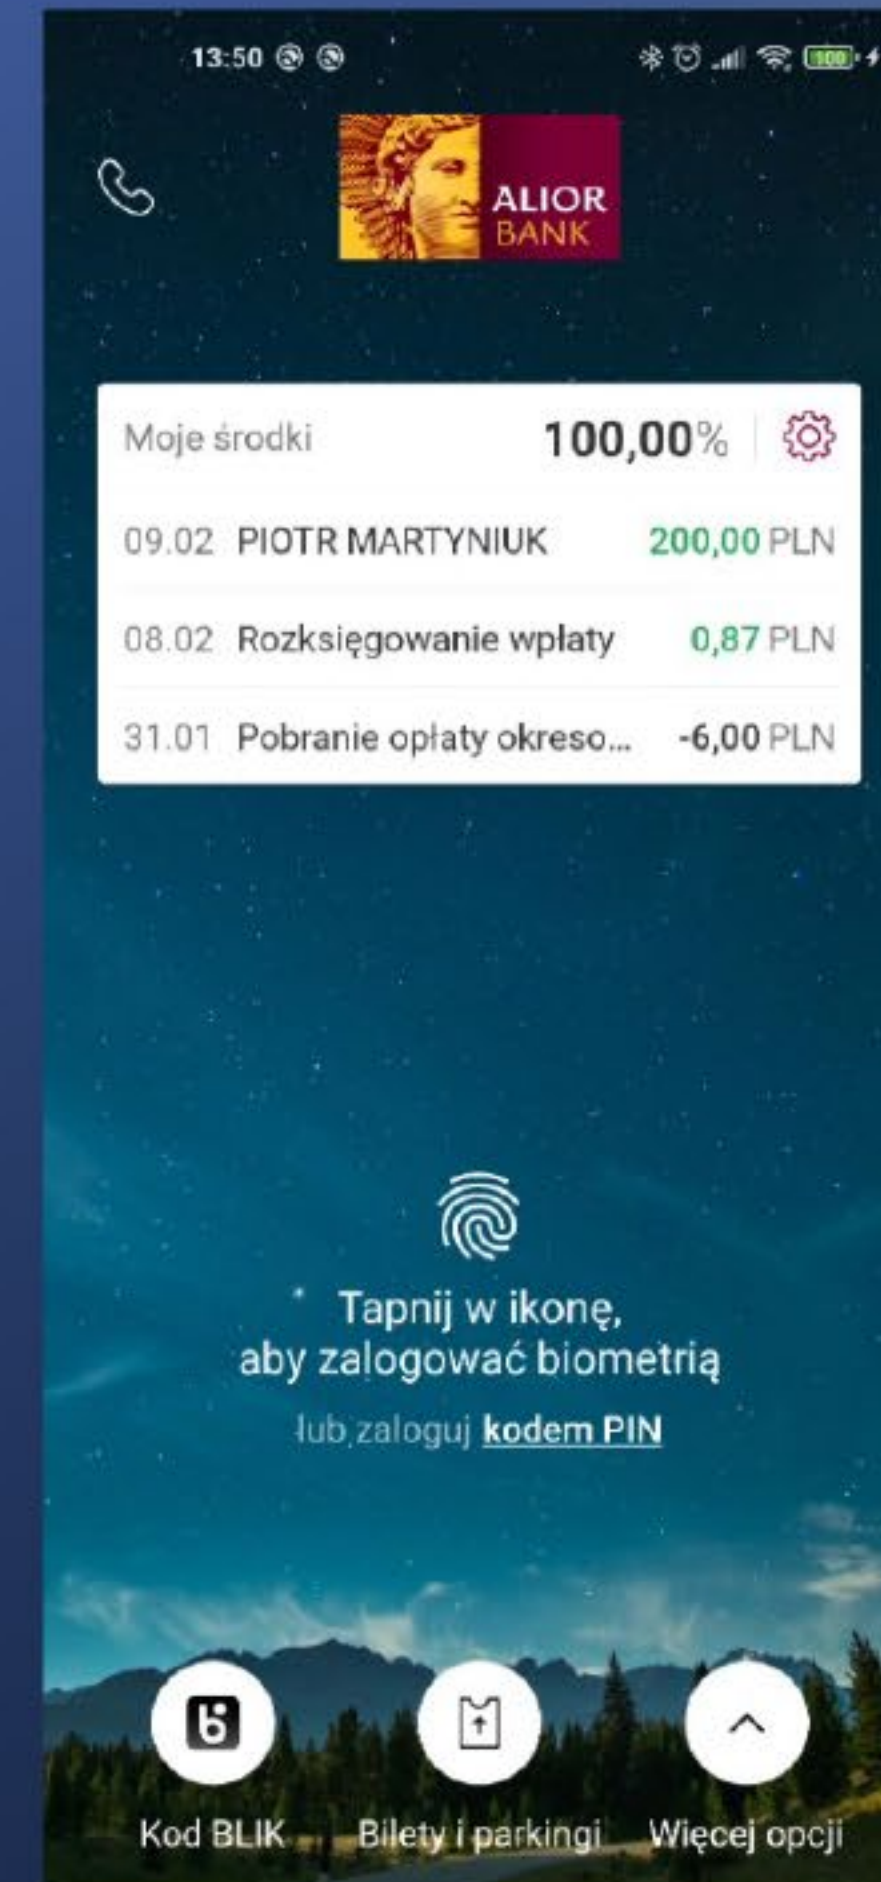 13:50
100
ALIOR
BANK
Moje środki 100,00%
09.02 PIOTR MARTYNIUK 200,00 PLN
08.02 Rozksięgowanie wpłaty 0,87 PLN
31.01 Pobranie opłaty okreso... -6,00 PLN
Tapnij w ikonę,
aby zalogować biometrią
lub zaloguj kodem PIN
Kod BLIK Bilety i parkingi Więcej opcji